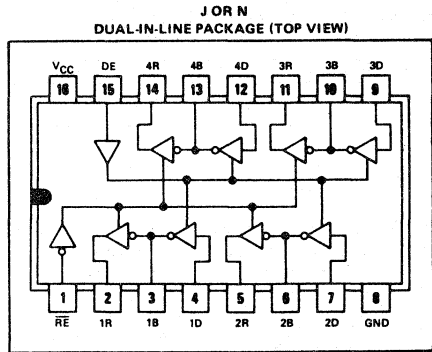 J OR N
DUAL-IN-LINE PACKAGE (TOP VIEW)
VCC DE 4R 4B 4D 3R 3B 3D
16 15 14 13 12 11 10 9
1 2 3 4 5 6 7 8
RE 1R 1B 1D 2R 2B 2D GND